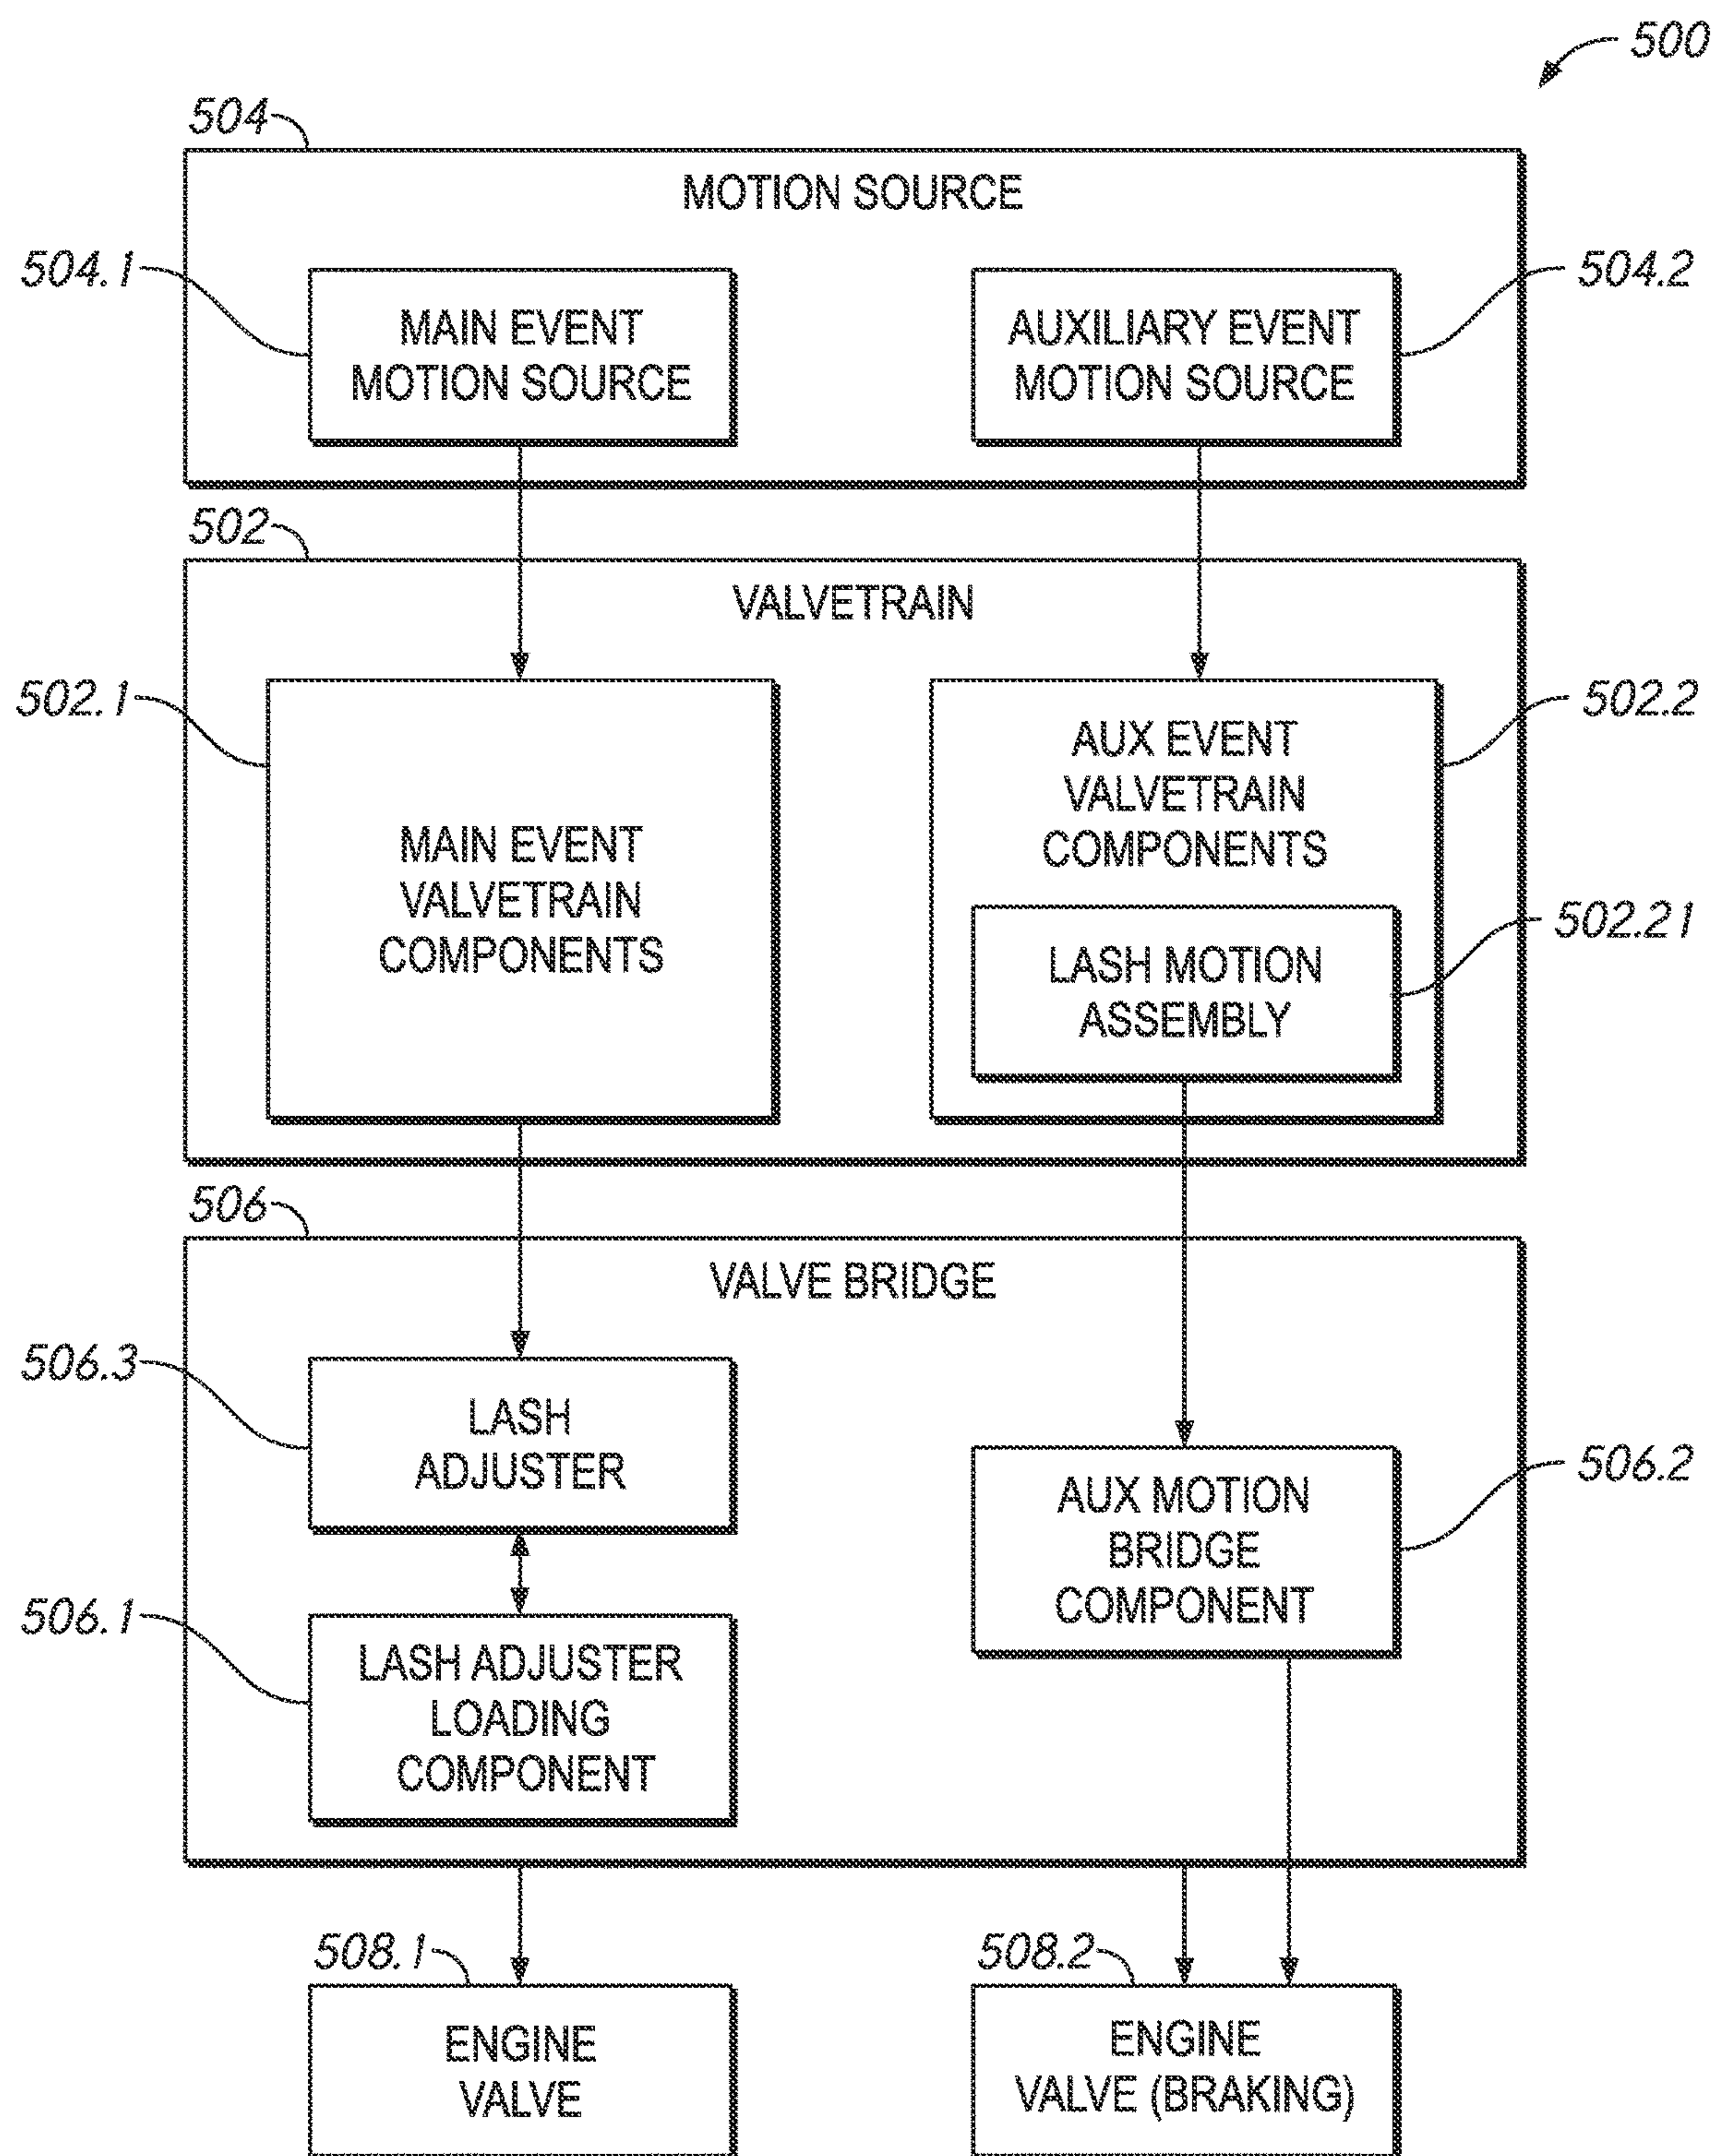 500
504
MOTION SOURCE
504.1
MAIN EVENT
MOTION SOURCE
AUXILIARY EVENT
MOTION SOURCE
504.2
502
VALVETRAIN
502.1
MAIN EVENT
VALVETRAIN
COMPONENTS
AUX EVENT
VALVETRAIN
COMPONENTS
502.2
LASH MOTION
ASSEMBLY
502.21
506
VALVE BRIDGE
506.3
LASH
ADJUSTER
506.1
LASH ADJUSTER
LOADING
COMPONENT
AUX MOTION
BRIDGE
COMPONENT
506.2
508.1
ENGINE
VALVE
508.2
ENGINE
VALVE (BRAKING)